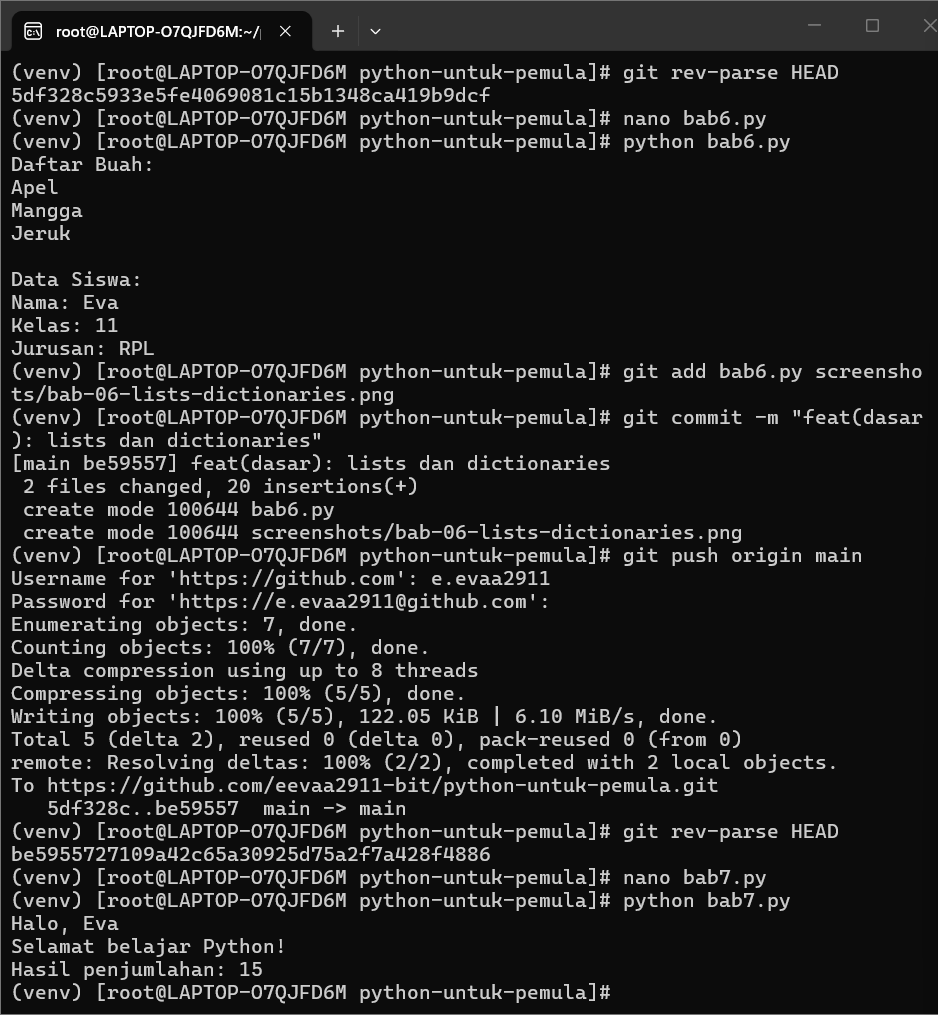 root@LAPTOP-O7QJFD6M:~/p
(venv) [root@LAPTOP-O7QJFD6M python-untuk-pemula]# git rev-parse HEAD
5df328c5933e5fe4069081c15b1348ca419b9dcf
(venv) [root@LAPTOP-O7QJFD6M python-untuk-pemula]# nano bab6.py
(venv) [root@LAPTOP-O7QJFD6M python-untuk-pemula]# python bab6.py
Daftar Buah:
Apel
Mangga
Jeruk
Data Siswa:
Nama: Eva
Kelas: 11
Jurusan: RPL
(venv) [root@LAPTOP-O7QJFD6M python-untuk-pemula]# git add bab6.py screensho
ts/bab-06-lists-dictionaries.png
(venv) [root@LAPTOP-O7QJFD6M python-untuk-pemula]# git commit -m "feat(dasar
): lists dan dictionaries"
[main be59557] feat(dasar): lists dan dictionaries
 2 files changed, 20 insertions(+)
 create mode 100644 bab6.py
 create mode 100644 screenshots/bab-06-lists-dictionaries.png
(venv) [root@LAPTOP-O7QJFD6M python-untuk-pemula]# git push origin main
Username for 'https://github.com': e.evaa2911
Password for 'https://e.evaa2911@github.com':
Enumerating objects: 7, done.
Counting objects: 100% (7/7), done.
Delta compression using up to 8 threads
Compressing objects: 100% (5/5), done.
Writing objects: 100% (5/5), 122.05 KiB | 6.10 MiB/s, done.
Total 5 (delta 2), reused 0 (delta 0), pack-reused 0 (from 0)
remote: Resolving deltas: 100% (2/2), completed with 2 local objects.
To https://github.com/eevaa2911-bit/python-untuk-pemula.git
   5df328c..be59557  main -> main
(venv) [root@LAPTOP-O7QJFD6M python-untuk-pemula]# git rev-parse HEAD
be5955727109a42c65a30925d75a2f7a428f4886
(venv) [root@LAPTOP-O7QJFD6M python-untuk-pemula]# nano bab7.py
(venv) [root@LAPTOP-O7QJFD6M python-untuk-pemula]# python bab7.py
Halo, Eva
Selamat belajar Python!
Hasil penjumlahan: 15
(venv) [root@LAPTOP-O7QJFD6M python-untuk-pemula]#